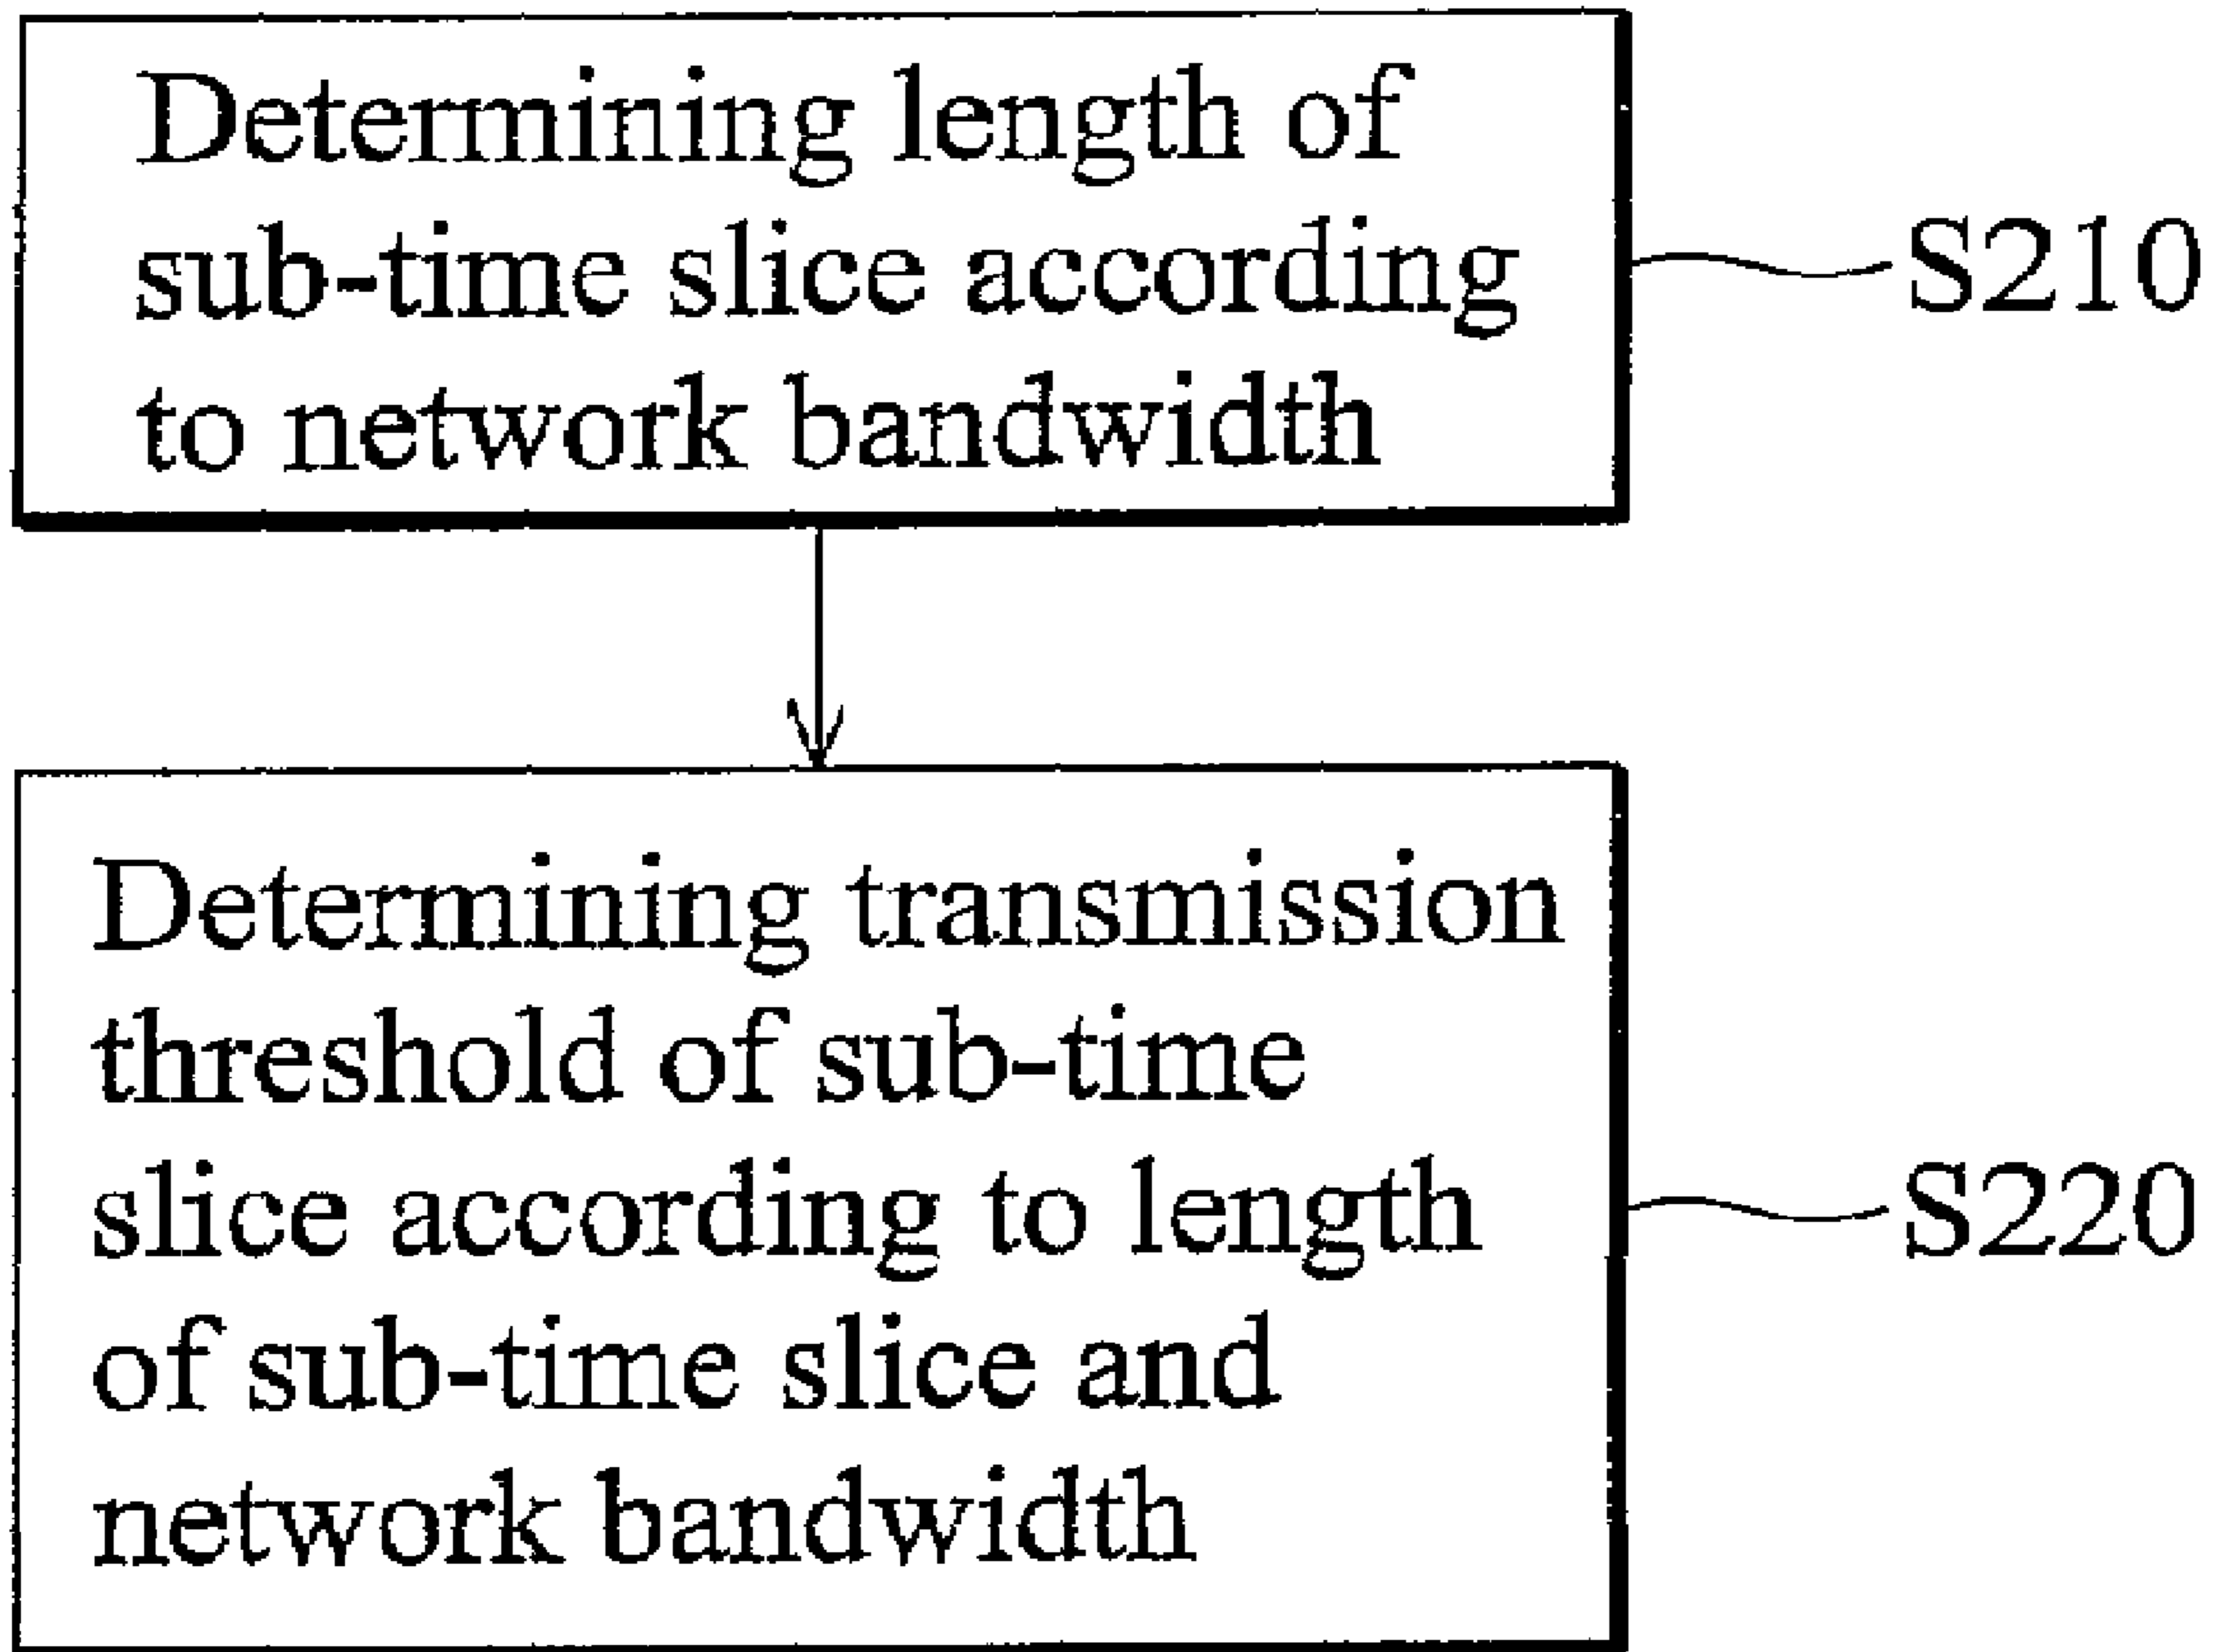 Determining length of
sub-time slice according
to network bandwidth
S210
Determining transmission
threshold of sub-time
slice according to length
of sub-time slice and
network bandwidth
S220